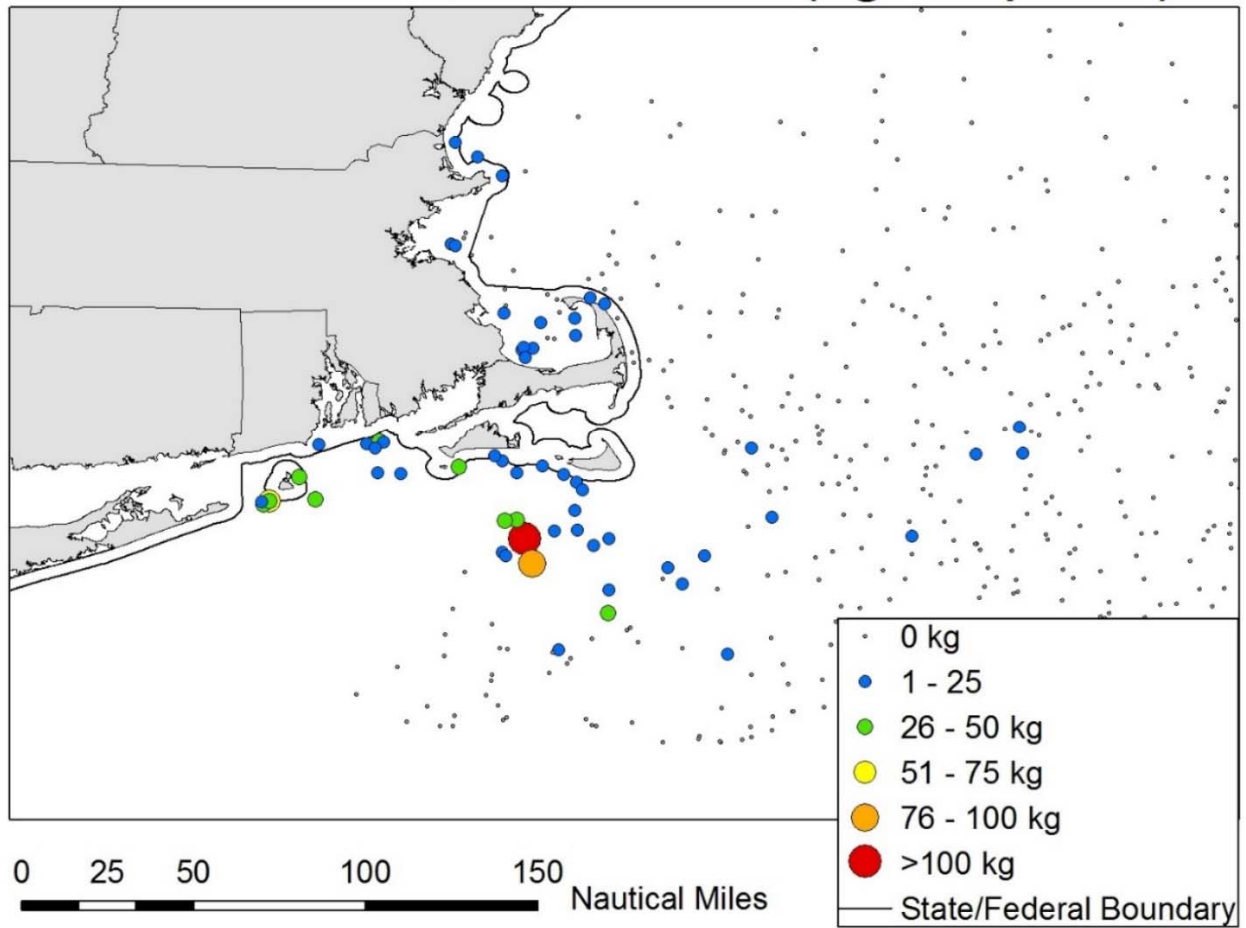 0 kg
1 - 25
26 - 50 kg
51 - 75 kg
76 - 100 kg
>100 kg
State/Federal Boundary
0 25 50 100 150
Nautical Miles